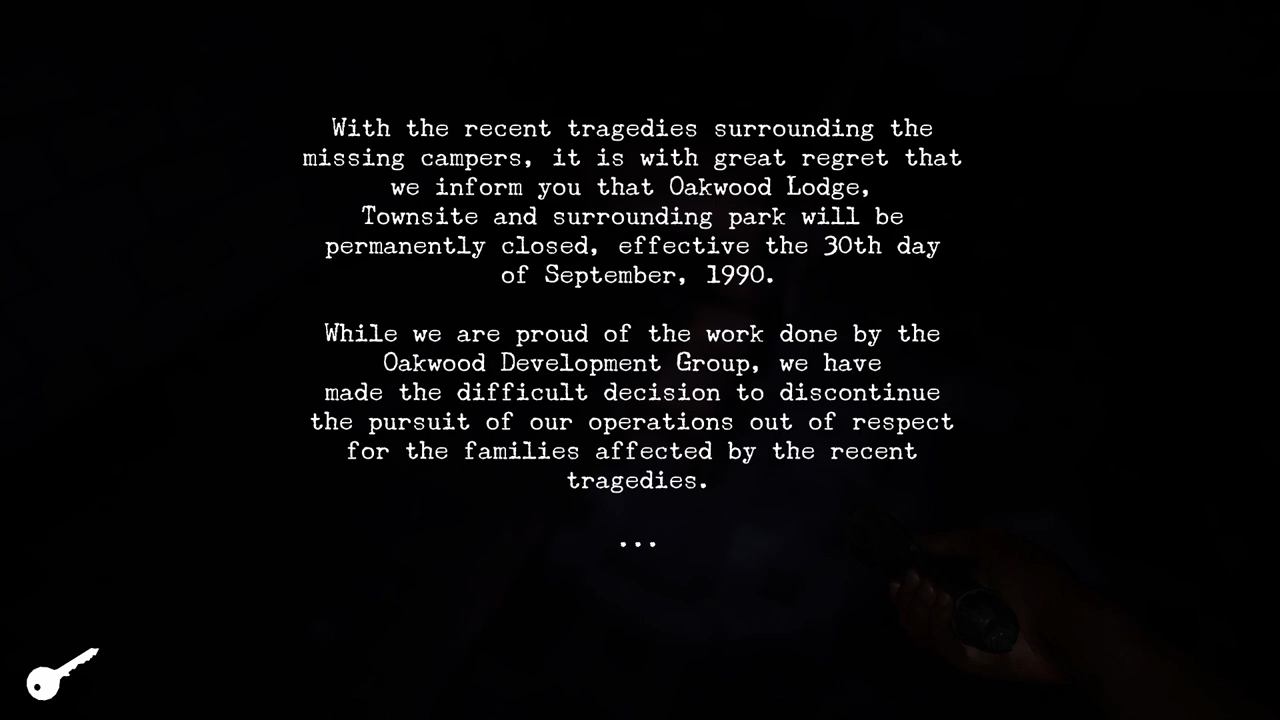 With the recent tragedies surrounding the
missing campers, it is with great regret that
we inform you that Oakwood Lodge,
Townsite and surrounding park will be
permanently closed, effective the 30th day
of September, 1990.
While we are proud of the work done by the
Oakwood Development Group, we have
made the difficult decision to discontinue
the pursuit of our operations out of respect
for the families affected by the recent
tragedies.
...